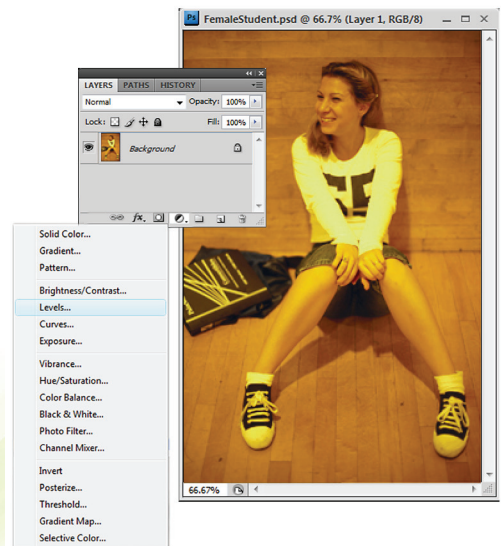 Ps FemaleStudent.psd @ 66.7% (Layer 1, RGB/8)
LAYERS PATHS HISTORY
Normal Opacity: 100%
Lock: Fill: 100%
Background
fx.
Solid Color...
Gradient...
Pattern...
Brightness/Contrast...
Levels...
Curves...
Exposure...
Vibrance...
Hue/Saturation...
Color Balance...
Black & White...
Photo Filter...
Channel Mixer...
Invert
Posterize...
Threshold...
Gradient Map...
Selective Color...
66.67%